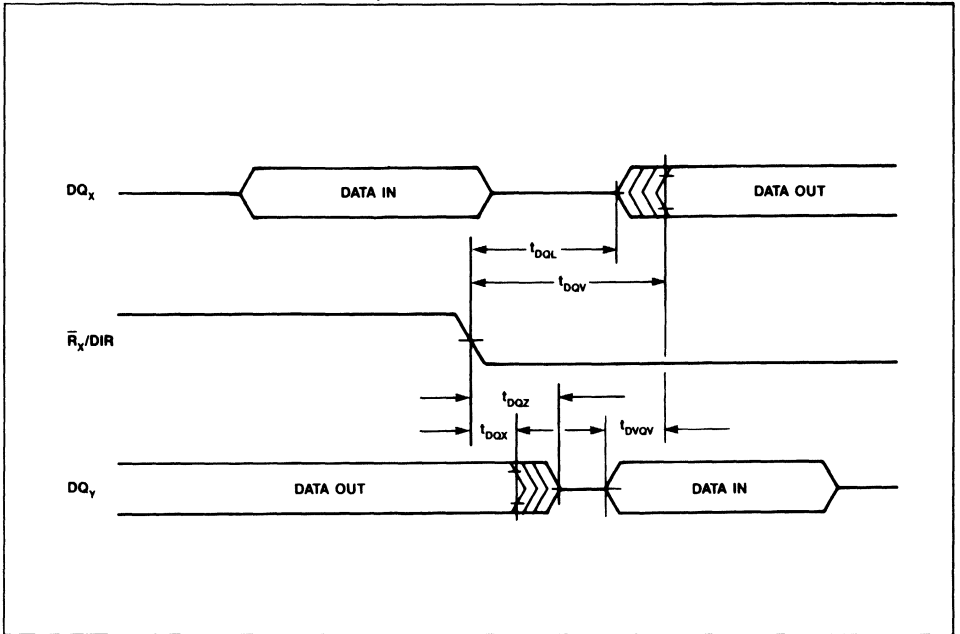 DQX DATA IN DATA OUT
tDQL
tDQV
R̅X/DIR
tDQZ
tDQX tDVQV
DQY DATA OUT DATA IN